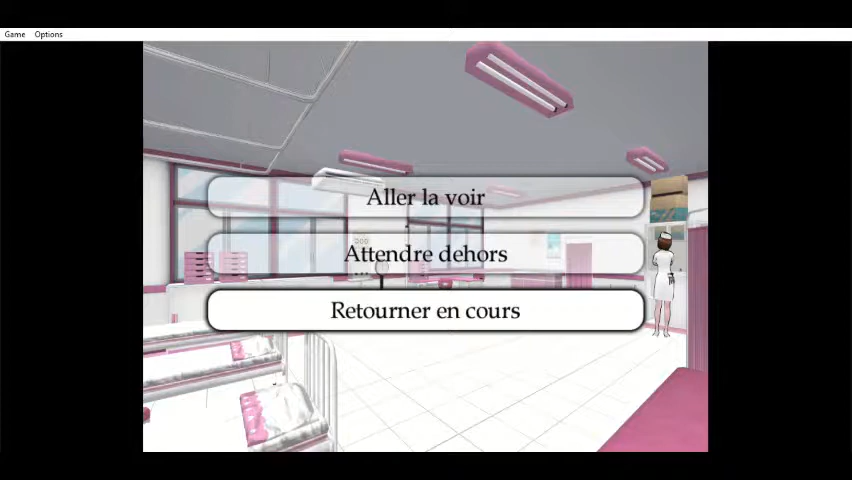 Game Options
Aller la voir
Attendre dehors
Retourner en cours